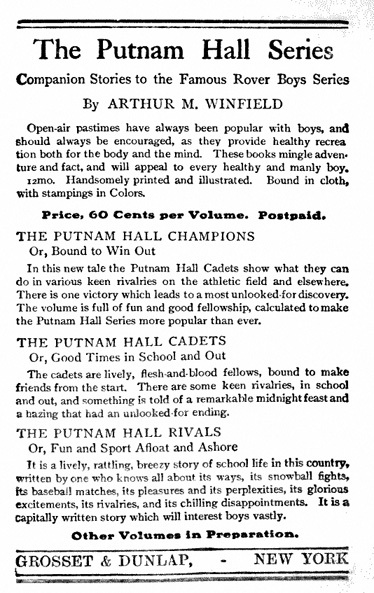 The Putnam Hall Series
Companion Stories to the Famous Rover Boys Series
By ARTHUR M. WINFIELD
Open-air pastimes have always been popular with boys, and
should always be encouraged, as they provide healthy recrea
tion both for the body and the mind. These books mingle adven-
ture and fact, and will appeal to every healthy and manly boy.
12mo. Handsomely printed and illustrated. Bound in cloth,
with stampings in Colors.
Price, 60 Cents per Volume. Postpaid.
THE PUTNAM HALL CHAMPIONS
Or, Bound to Win Out
In this new tale the Putnam Hall Cadets show what they can
do in various keen rivalries on the athletic field and elsewhere.
There is one victory which leads to a most unlooked-for discovery.
The volume is full of fun and good fellowship, calculated to make
the Putnam Hall Series more popular than ever.
THE PUTNAM HALL CADETS
Or, Good Times in School and Out
The cadets are lively, flesh-and-blood fellows, bound to make
friends from the start. There are some keen rivalries, in school
and out, and something is told of a remarkable midnight feast and
a hazing that had an unlooked-for ending.
THE PUTNAM HALL RIVALS
Or, Fun and Sport Afloat and Ashore
It is a lively, rattling, breezy story of school life in this country,
written by one who knows all about its ways, its snowball fights,
its baseball matches, its pleasures and its perplexities, its glorious
excitements, its rivalries, and its chilling disappointments. It is a
capitally written story which will interest boys vastly.
Other Volumes in Preparation.
GROSSET & DUNLAP, - NEW YORK